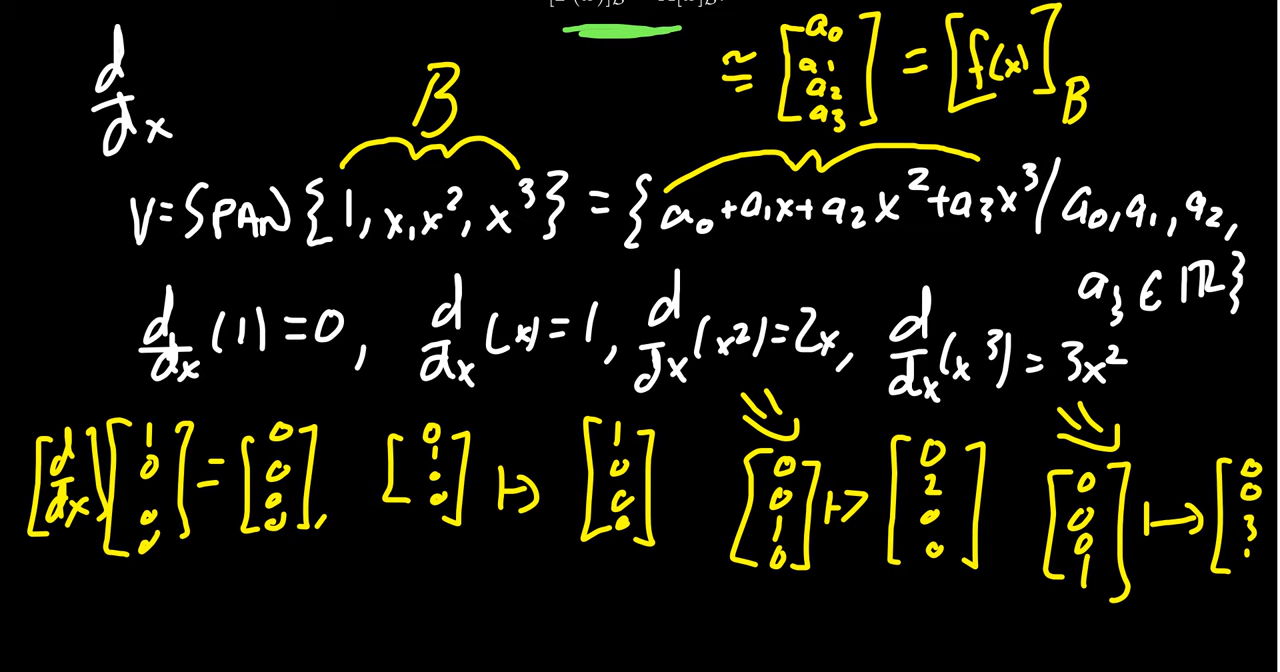 d/dx
≅ [a₀ a₁ a₂ a₃] = [f(x)]_B
B
V = SPAN{1, x, x², x³} = {a₀ + a₁x + a₂x² + a₃x³ / a₀, a₁, a₂,
a₃ ∈ ℝ}
d/dx (1) = 0, d/dx (x) = 1, d/dx (x²) = 2x, d/dx (x³) = 3x²
[d/dx] [1 0 0 0] = [0 0 0 0], [0 1 0 0] ↦ [1 0 0 0] [0 0 1 0] ↦ [0 2 0 0] [0 0 0 1] ↦ [0 0 3